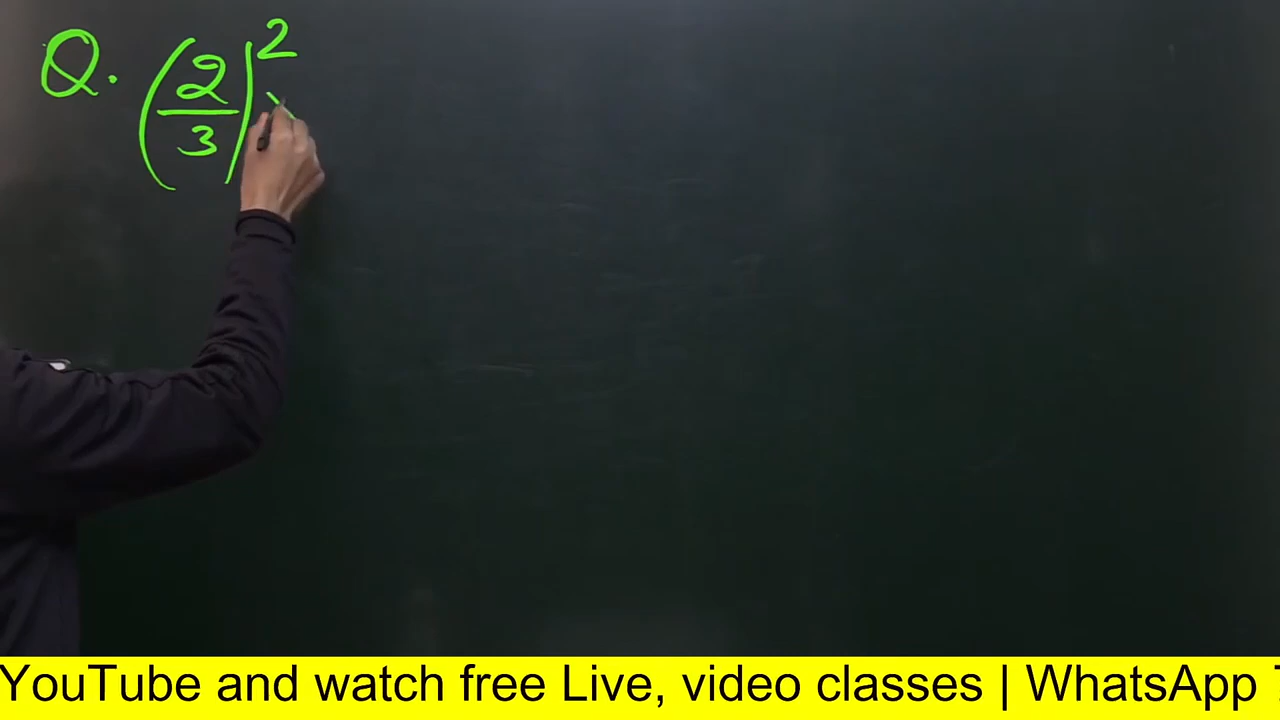 Q. (2/3)^2
YouTube and watch free Live, video classes | WhatsApp